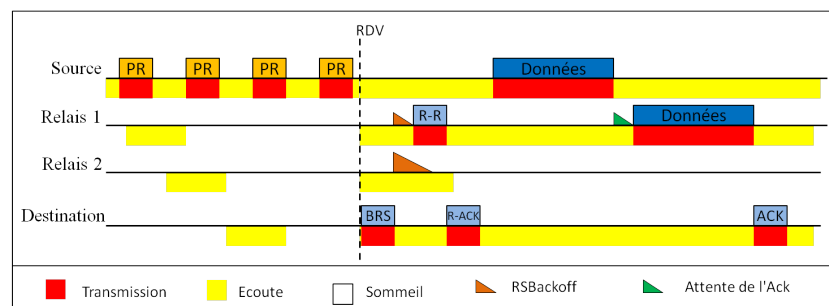 RDV
Source PR PR PR PR Données
Relais 1 R-R Données
Relais 2
Destination BRS R-ACK ACK
Transmission Ecoute Sommeil RSBackoff Attente de l'Ack